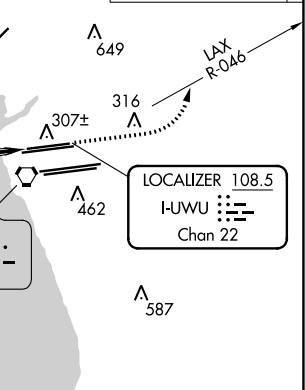 649
LAX
R-046
307±
316
LOCALIZER 108.5
I-UWU
Chan 22
462
587